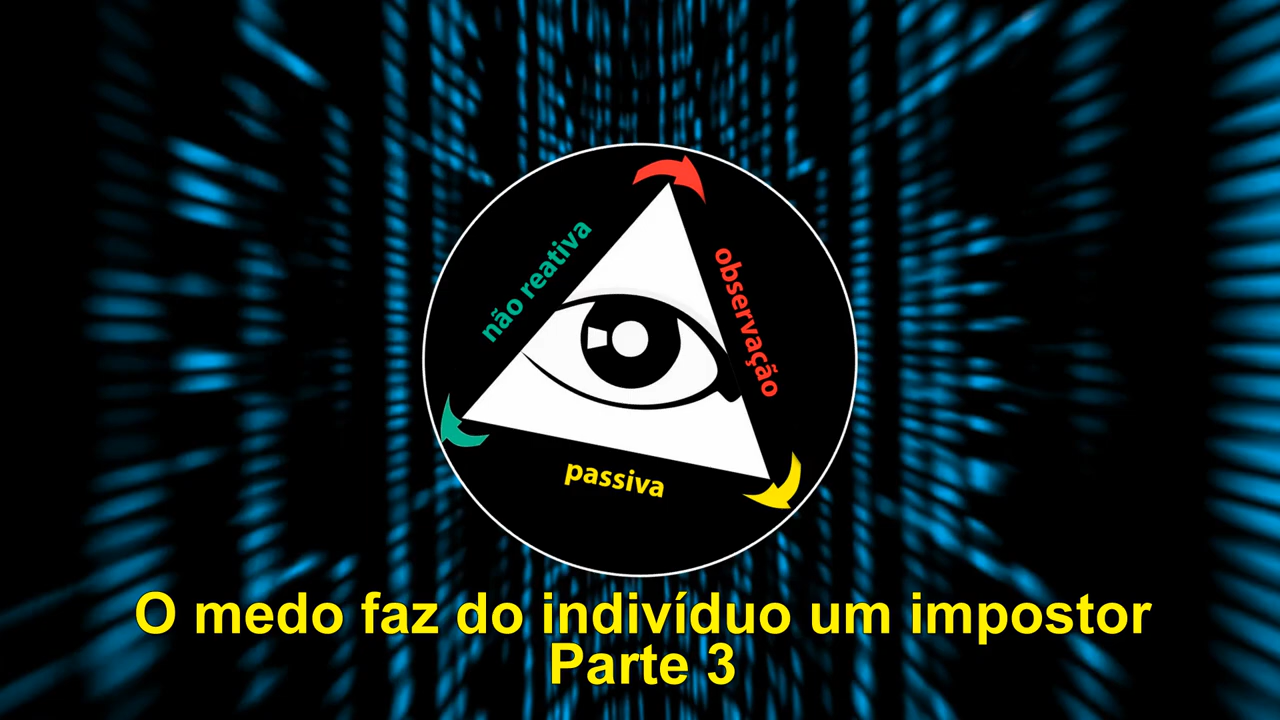 não reativa
observação
passiva
O medo faz do indivíduo um impostor
Parte 3